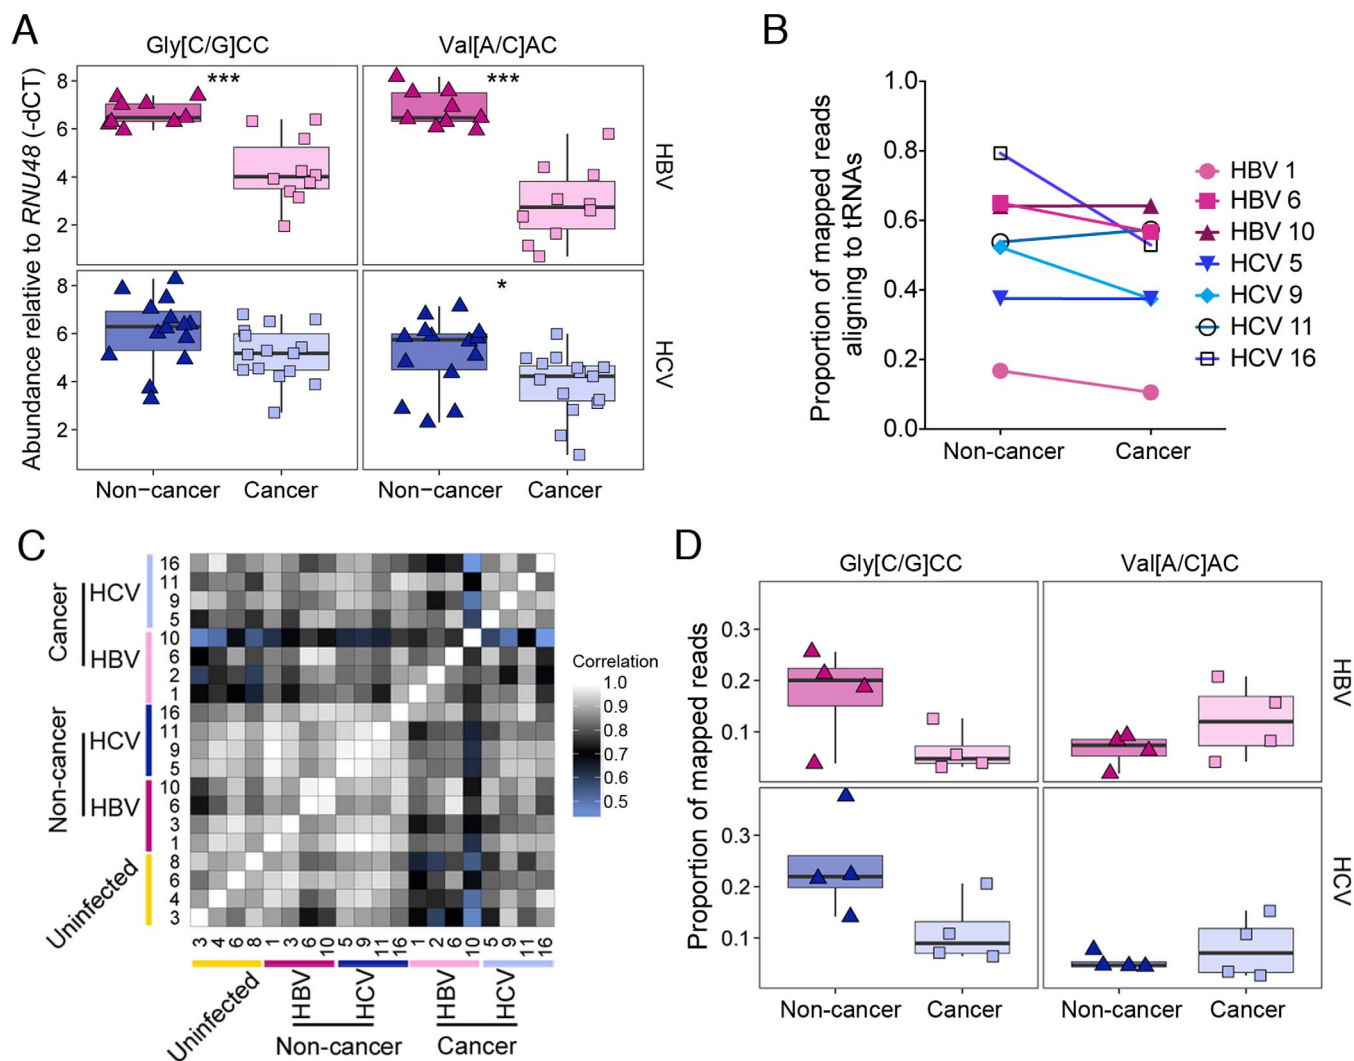 A
Gly[C/G]CC
Val[A/C]AC
Abundance relative to RNU48 (-dCT)
8
6
4
2
***
***
HBV
8
6
4
2
*
HCV
Non−cancer
Cancer
Non−cancer
Cancer
B
Proportion of mapped reads
aligning to tRNAs
1.0
0.8
0.6
0.4
0.2
0.0
Non-cancer
Cancer
HBV 1
HBV 6
HBV 10
HCV 5
HCV 9
HCV 11
HCV 16
C
Cancer
HCV
HBV
Non-cancer
HCV
HBV
Uninfected
16
11
9
5
10
6
2
1
16
11
9
5
10
6
3
1
8
6
4
3
3 4 6 8 1 3 6 10 5 9 11 16 1 2 6 10 5 9 11 16
Uninfected
HBV
HCV
HBV
HCV
Non-cancer
Cancer
Correlation
1.0
0.9
0.8
0.7
0.6
0.5
D
Gly[C/G]CC
Val[A/C]AC
Proportion of mapped reads
0.3
0.2
0.1
HBV
0.3
0.2
0.1
HCV
Non-cancer
Cancer
Non-cancer
Cancer